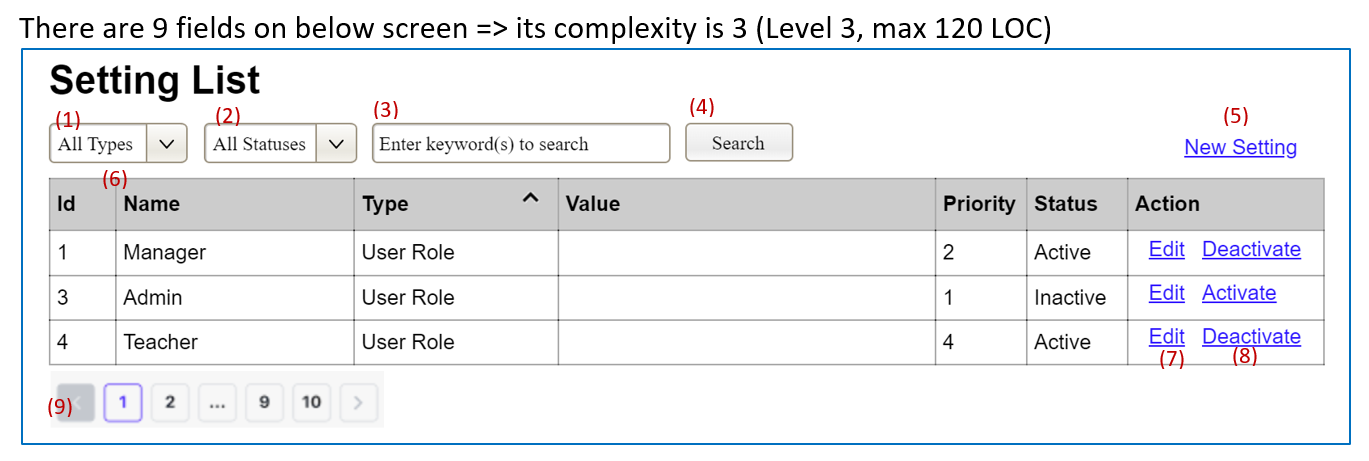 There are 9 fields on below screen => its complexity is 3 (Level 3, max 120 LOC)
Setting List
(1) (2) (3) (4) (5)
All Types All Statuses Enter keyword(s) to search Search New Setting
(6)
Id Name Type Value Priority Status Action
1 Manager User Role 2 Active Edit Deactivate
3 Admin User Role 1 Inactive Edit Activate
4 Teacher User Role 4 Active Edit Deactivate
(7) (8)
(9) < 1 2 ... 9 10 >